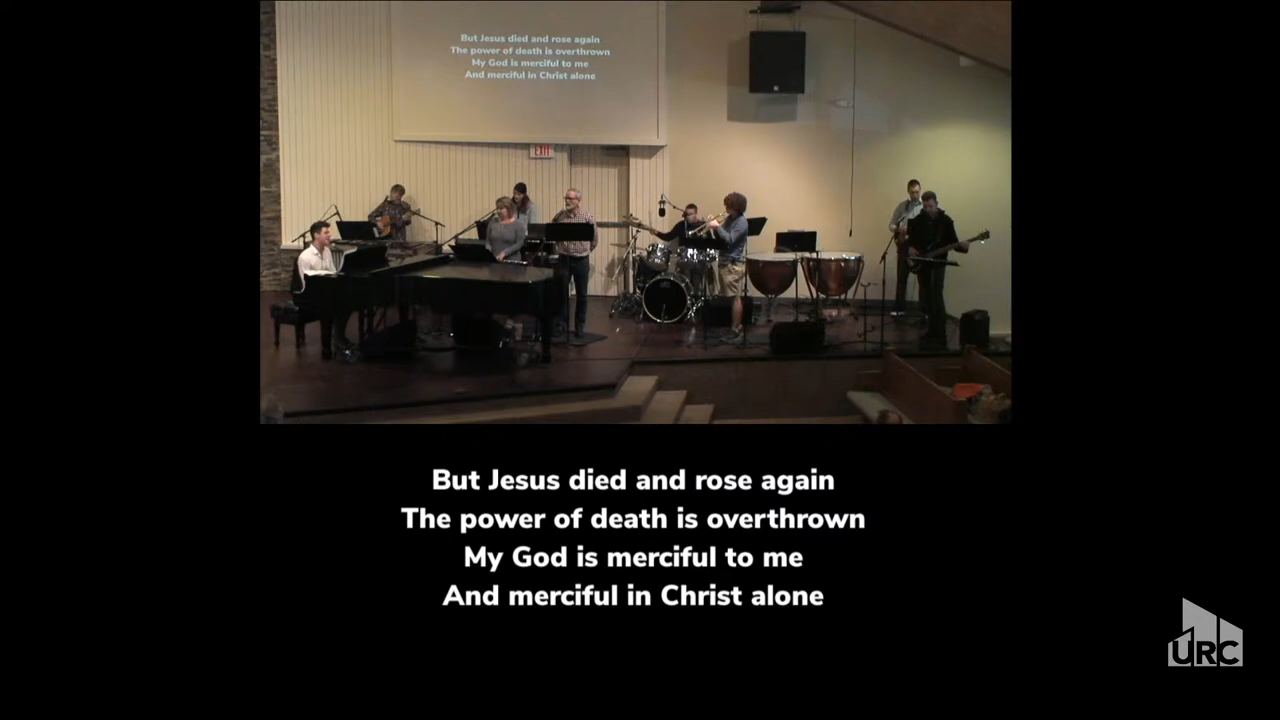 But Jesus died and rose again
The power of death is overthrown
My God is merciful to me
And merciful in Christ alone
EXIT
But Jesus died and rose again
The power of death is overthrown
My God is merciful to me
And merciful in Christ alone
URC